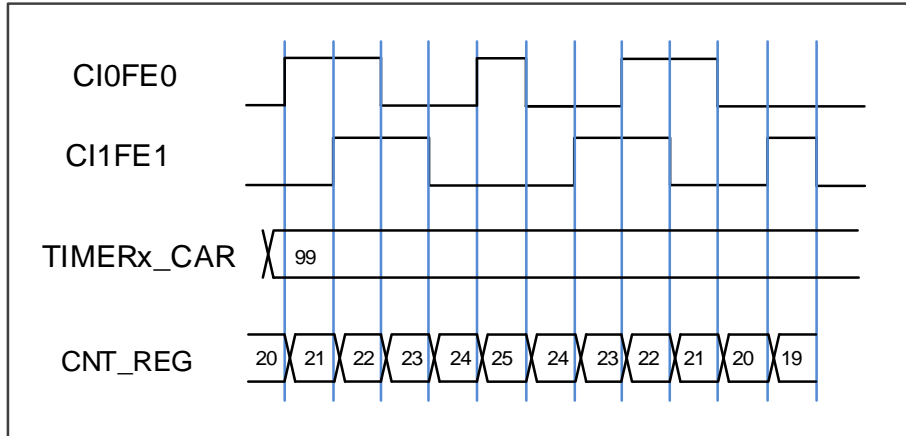 CI0FE0
CI1FE1
TIMERx_CAR 99
CNT_REG 20 21 22 23 24 25 24 23 22 21 20 19